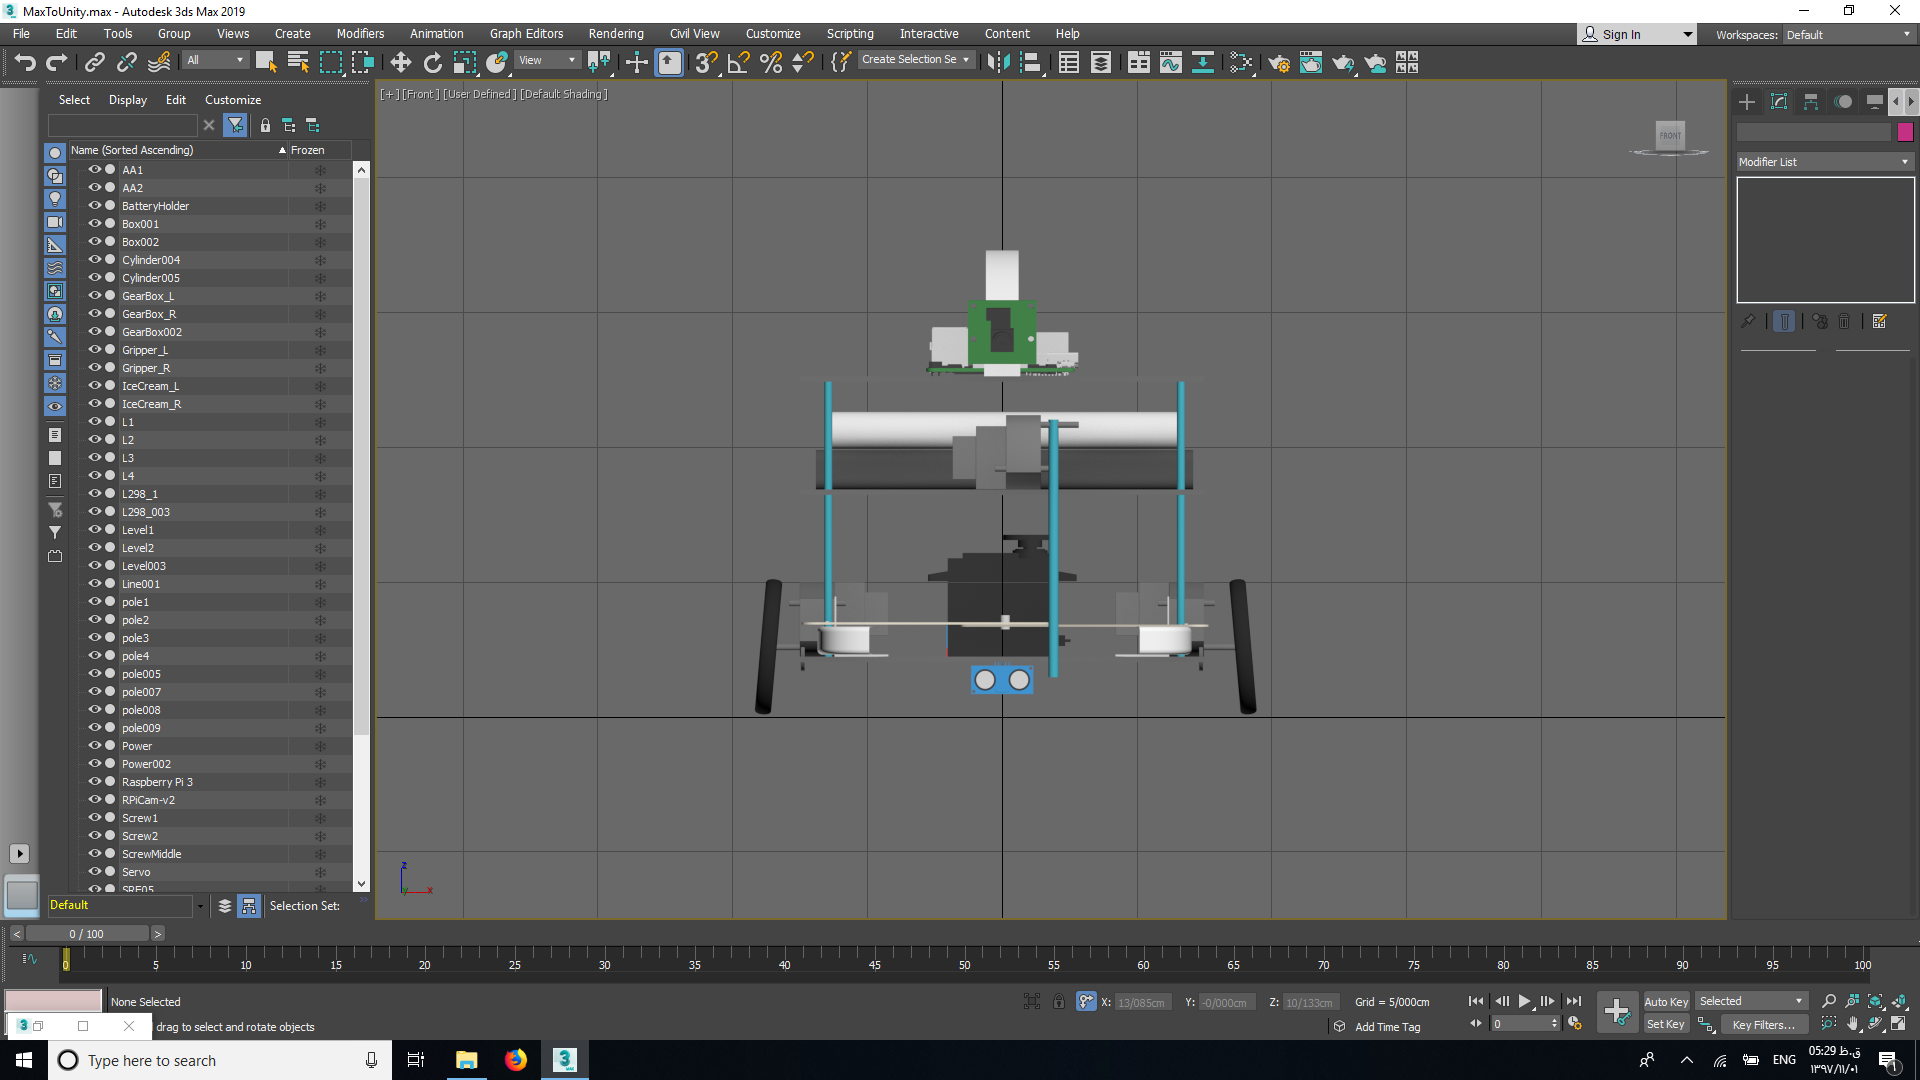 MaxToUnity.max - Autodesk 3ds Max 2019
File Edit Tools Group Views Create Modifiers Animation Graph Editors Rendering Civil View Customize Scripting Interactive Content Help
Sign In
Workspaces: Default
All
View
Create Selection Se
Select Display Edit Customize
Name (Sorted Ascending) Frozen
AA1
AA2
BatteryHolder
Box001
Box002
Cylinder004
Cylinder005
GearBox_L
GearBox_R
GearBox002
Gripper_L
Gripper_R
IceCream_L
IceCream_R
L1
L2
L3
L4
L298_1
L298_003
Level1
Level2
Level003
Line001
pole1
pole2
pole3
pole4
pole005
pole007
pole008
pole009
Power
Power002
Raspberry Pi 3
RPiCam-v2
Screw1
Screw2
ScrewMiddle
Servo
SRF05
Default
Selection Set:
[+] [Front] [User Defined] [Default Shading]
FRONT
z
y
x
Modifier List
0 / 100
0 5 10 15 20 25 30 35 40 45 50 55 60 65 70 75 80 85 90 95 100
None Selected
X: 13/085cm Y: -0/000cm Z: 10/133cm Grid = 5/000cm
Auto Key Selected
drag to select and rotate objects
Add Time Tag
0
Set Key Key Filters...
Type here to search
ENG
05:29 ق.ظ
۱۳۹۷/۱۱/۰۱
1